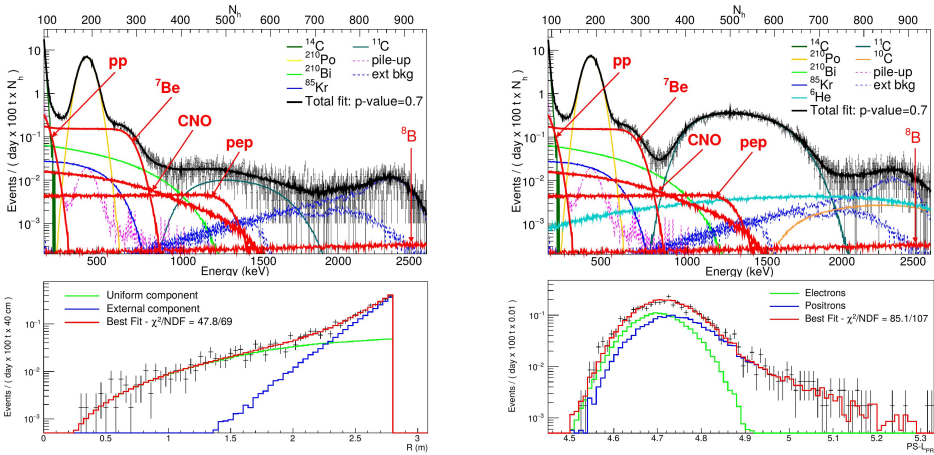 N_h
100 200 300 400 500 600 700 800 900
Events / ( day x 100 t x N_h )
10
1
10^-1
10^-2
10^-3
^14C
^210Po
^210Bi
^85Kr
^11C
pile-up
ext bkg
Total fit: p-value=0.7
pp
^7Be
CNO
pep
^8B
500 1000 1500 2000 2500
Energy (keV)
N_h
100 200 300 400 500 600 700 800 900
Events / ( day x 100 t x N_h )
10
1
10^-1
10^-2
10^-3
^14C
^210Po
^210Bi
^85Kr
^6He
^11C
^10C
pile-up
ext bkg
Total fit: p-value=0.7
pp
^7Be
CNO
pep
^8B
500 1000 1500 2000 2500
Energy (keV)
Events / ( day x 100 t x 40 cm )
10^-1
10^-2
10^-3
Uniform component
External component
Best Fit - χ²/NDF = 47.8/69
0 0.5 1 1.5 2 2.5 3
R (m)
Events / ( day x 100 t x 0.01 )
10^-1
10^-2
10^-3
Electrons
Positrons
Best Fit - χ²/NDF = 85.1/107
4.5 4.6 4.7 4.8 4.9 5 5.1 5.2 5.3
PS-L_PR